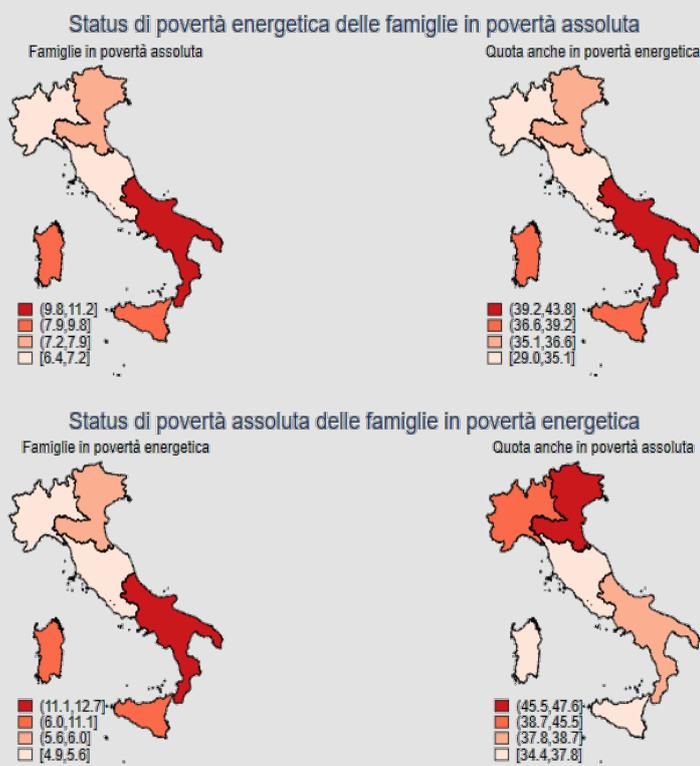 Status di povertà energetica delle famiglie in povertà assoluta
Famiglie in povertà assoluta
Quota anche in povertà energetica
(9.8,11.2]
(7.9,9.8]
(7.2,7.9]
[6.4,7.2]
(39.2,43.8]
(36.6,39.2]
(35.1,36.6]
[29.0,35.1]
Status di povertà assoluta delle famiglie in povertà energetica
Famiglie in povertà energetica
Quota anche in povertà assoluta
(11.1,12.7]
(6.0,11.1]
(5.6,6.0]
[4.9,5.6]
(45.5,47.6]
(38.7,45.5]
(37.8,38.7]
[34.4,37.8]